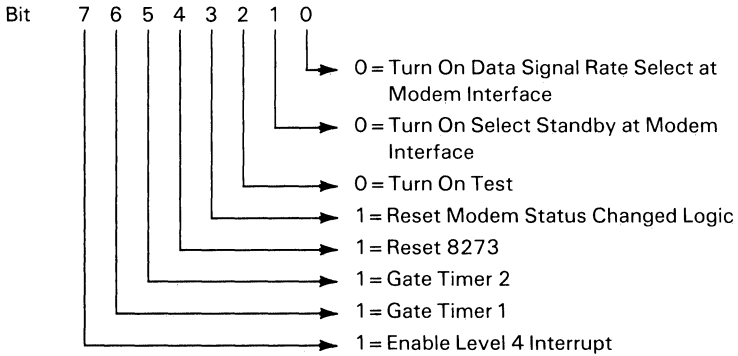 Bit 7 6 5 4 3 2 1 0
0 = Turn On Data Signal Rate Select at
Modem Interface
0 = Turn On Select Standby at Modem
Interface
0 = Turn On Test
1 = Reset Modem Status Changed Logic
1 = Reset 8273
1 = Gate Timer 2
1 = Gate Timer 1
1 = Enable Level 4 Interrupt